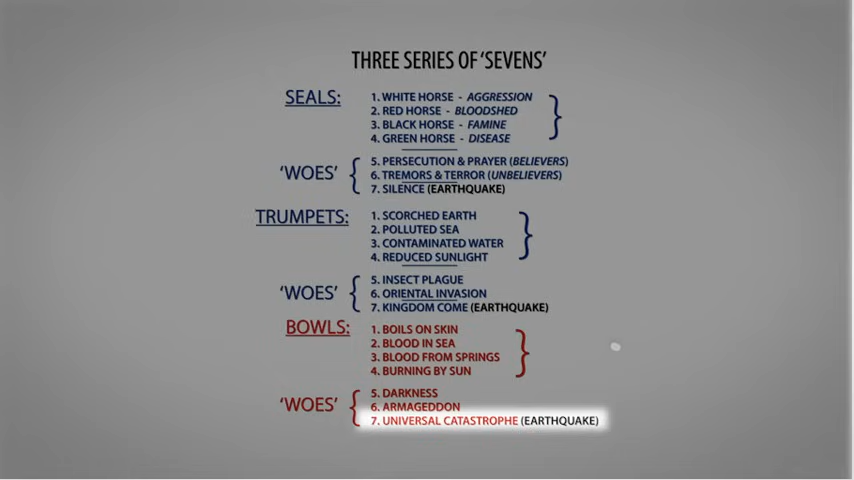 THREE SERIES OF 'SEVENS'
SEALS:
1. WHITE HORSE - AGGRESSION
2. RED HORSE - BLOODSHED
3. BLACK HORSE - FAMINE
4. GREEN HORSE - DISEASE
'WOES'
5. PERSECUTION & PRAYER (BELIEVERS)
6. TREMORS & TERROR (UNBELIEVERS)
7. SILENCE (EARTHQUAKE)
TRUMPETS:
1. SCORCHED EARTH
2. POLLUTED SEA
3. CONTAMINATED WATER
4. REDUCED SUNLIGHT
'WOES'
5. INSECT PLAGUE
6. ORIENTAL INVASION
7. KINGDOM COME (EARTHQUAKE)
BOWLS:
1. BOILS ON SKIN
2. BLOOD IN SEA
3. BLOOD FROM SPRINGS
4. BURNING BY SUN
'WOES'
5. DARKNESS
6. ARMAGEDDON
7. UNIVERSAL CATASTROPHE (EARTHQUAKE)